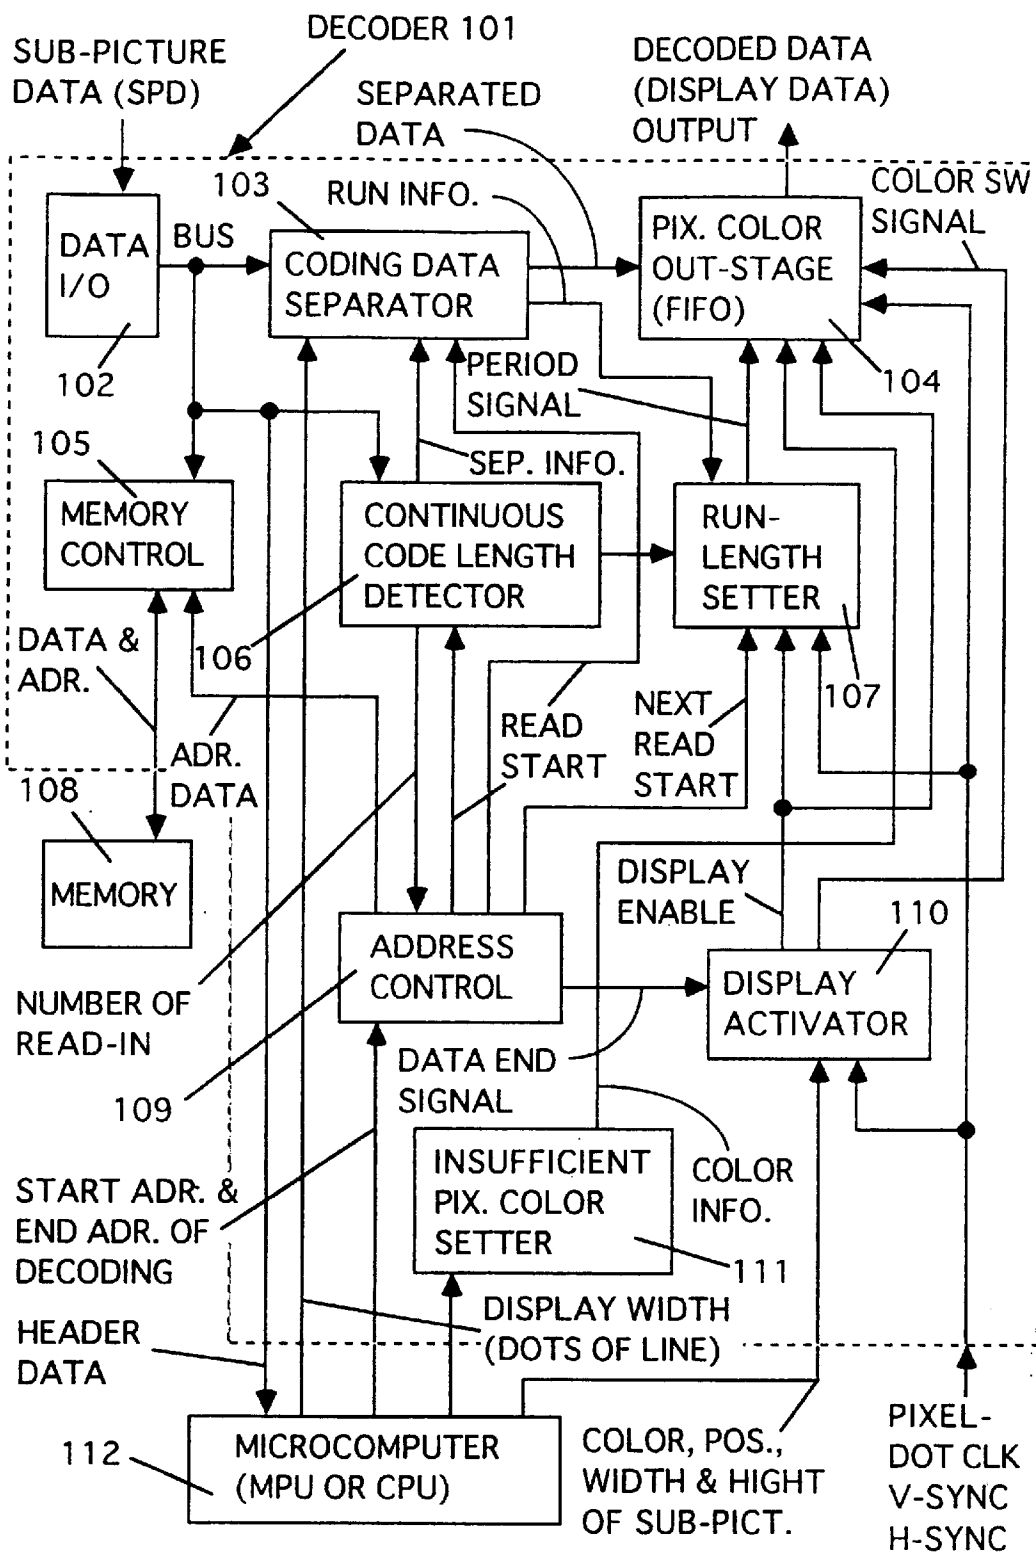 DECODER 101
SUB-PICTURE
DATA (SPD)
SEPARATED
DATA
DECODED DATA
(DISPLAY DATA)
OUTPUT
COLOR SW
SIGNAL
103
RUN INFO.
DATA
I/O
BUS
CODING DATA
SEPARATOR
PIX. COLOR
OUT-STAGE
(FIFO)
102
104
PERIOD
SIGNAL
105
SEP. INFO.
MEMORY
CONTROL
CONTINUOUS
CODE LENGTH
DETECTOR
RUN-
LENGTH
SETTER
DATA &
ADR.
106
107
READ
START
NEXT
READ
START
ADR.
DATA
108
MEMORY
DISPLAY
ENABLE
110
ADDRESS
CONTROL
DISPLAY
ACTIVATOR
NUMBER OF
READ-IN
DATA END
SIGNAL
109
INSUFFICIENT
PIX. COLOR
SETTER
COLOR
INFO.
START ADR. &
END ADR. OF
DECODING
111
DISPLAY WIDTH
(DOTS OF LINE)
HEADER
DATA
112
MICROCOMPUTER
(MPU OR CPU)
COLOR, POS.,
WIDTH & HIGHT
OF SUB-PICT.
PIXEL-
DOT CLK
V-SYNC
H-SYNC